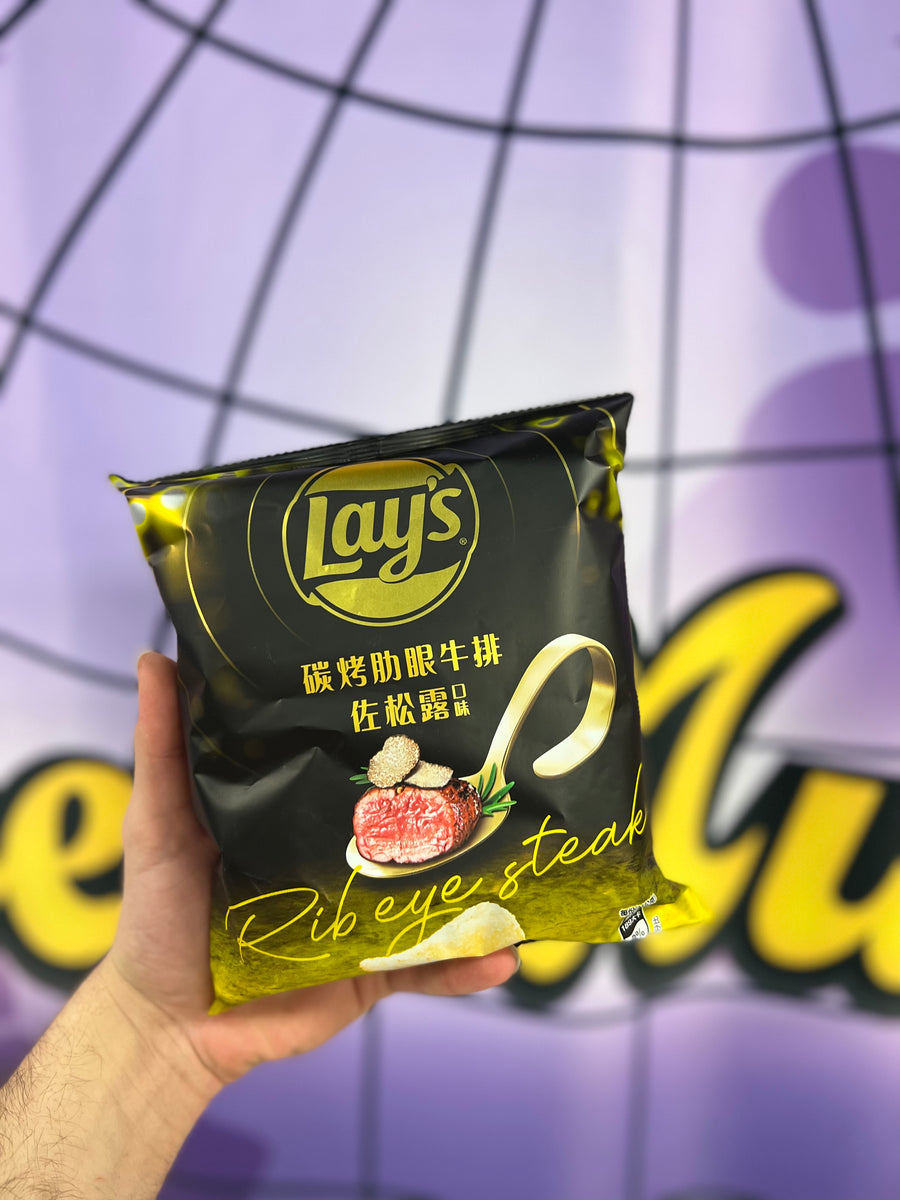 Lay's
碳烤肋眼牛排
佐松露口味
Rib eye steak